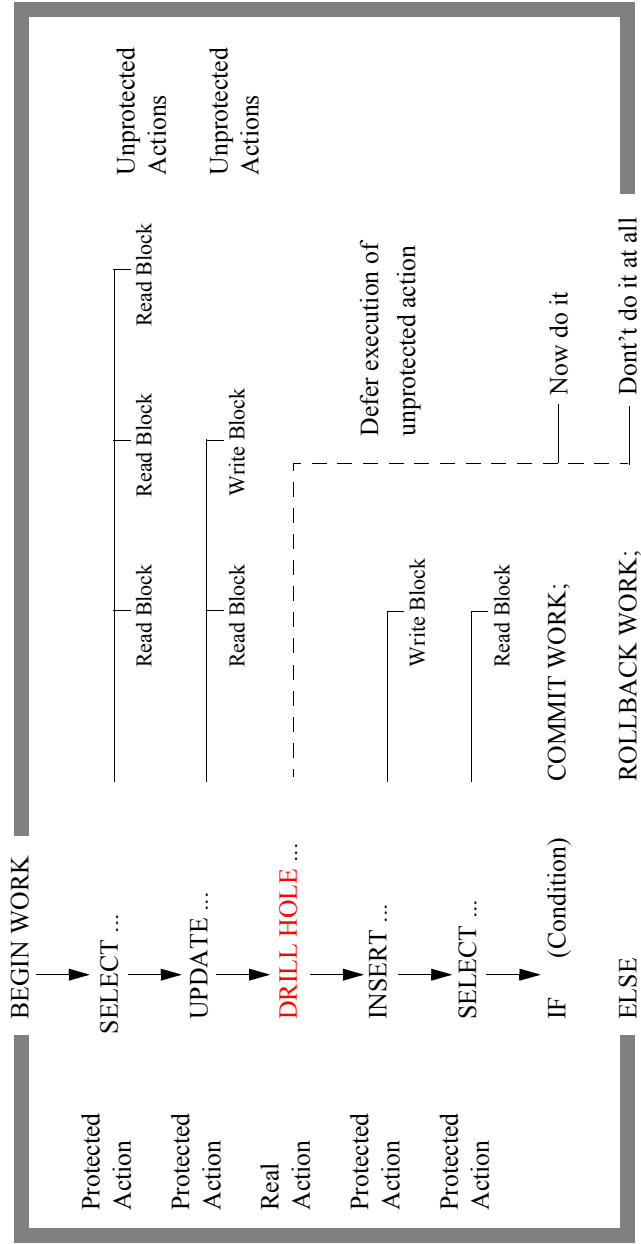 BEGIN WORK
Protected
Action
SELECT ...
Read Block
Read Block
Read Block
Unprotected
Actions
Protected
Action
UPDATE ...
Read Block
Write Block
Unprotected
Actions
Real
Action
DRILL HOLE ...
Defer execution of
unprotected action
Protected
Action
INSERT ...
Write Block
Protected
Action
SELECT ...
Read Block
IF (Condition) COMMIT WORK; Now do it
ELSE ROLLBACK WORK; Dont't do it at all